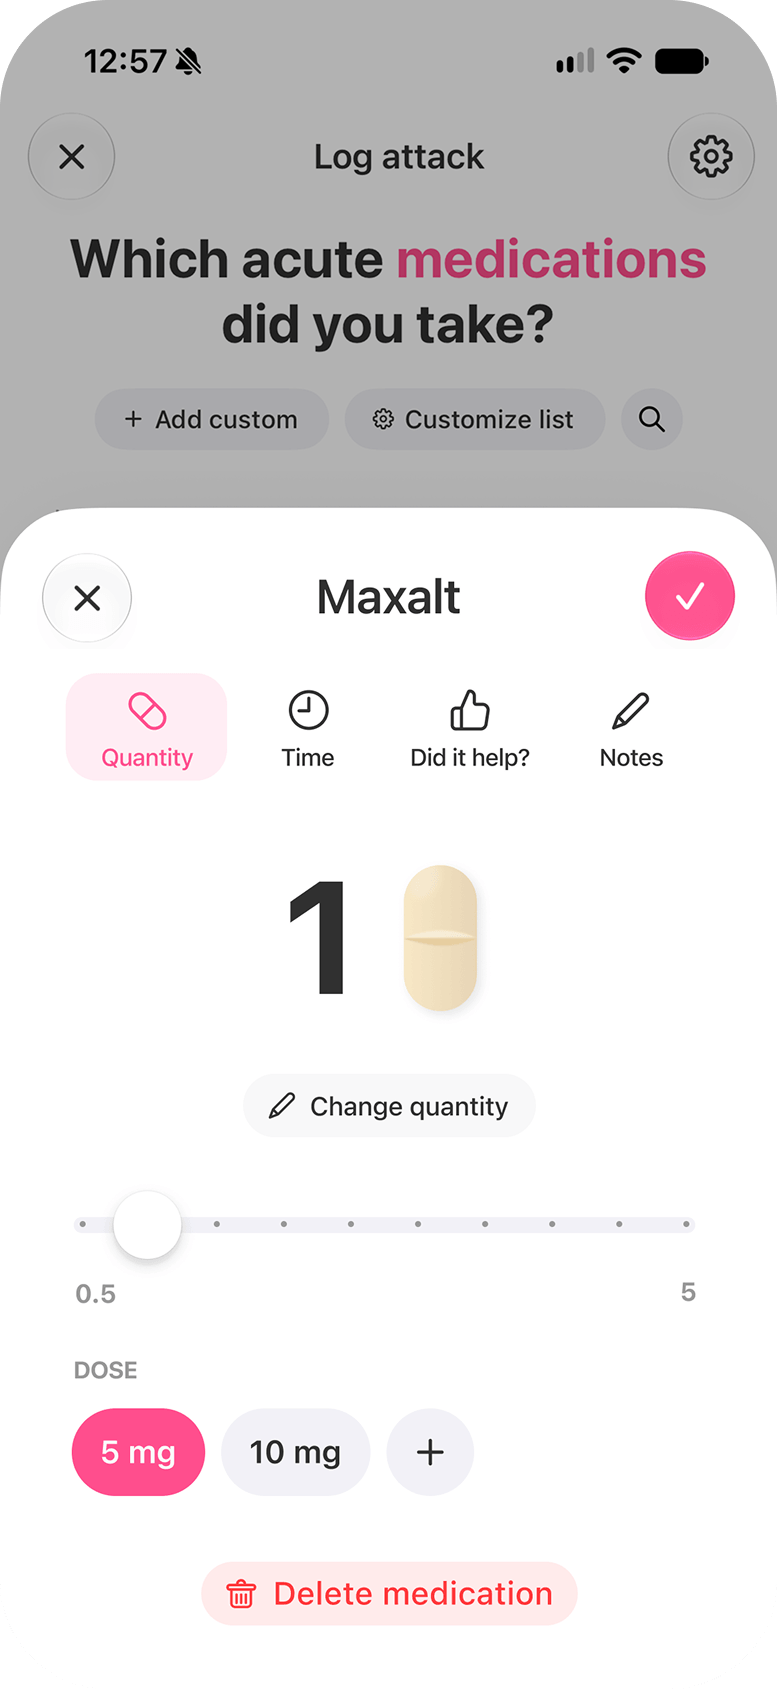 12:57
Log attack
Which acute medications
did you take?
+ Add custom
Customize list
Maxalt
Quantity
Time
Did it help?
Notes
1
Change quantity
0.5
5
DOSE
5 mg
10 mg
+
Delete medication